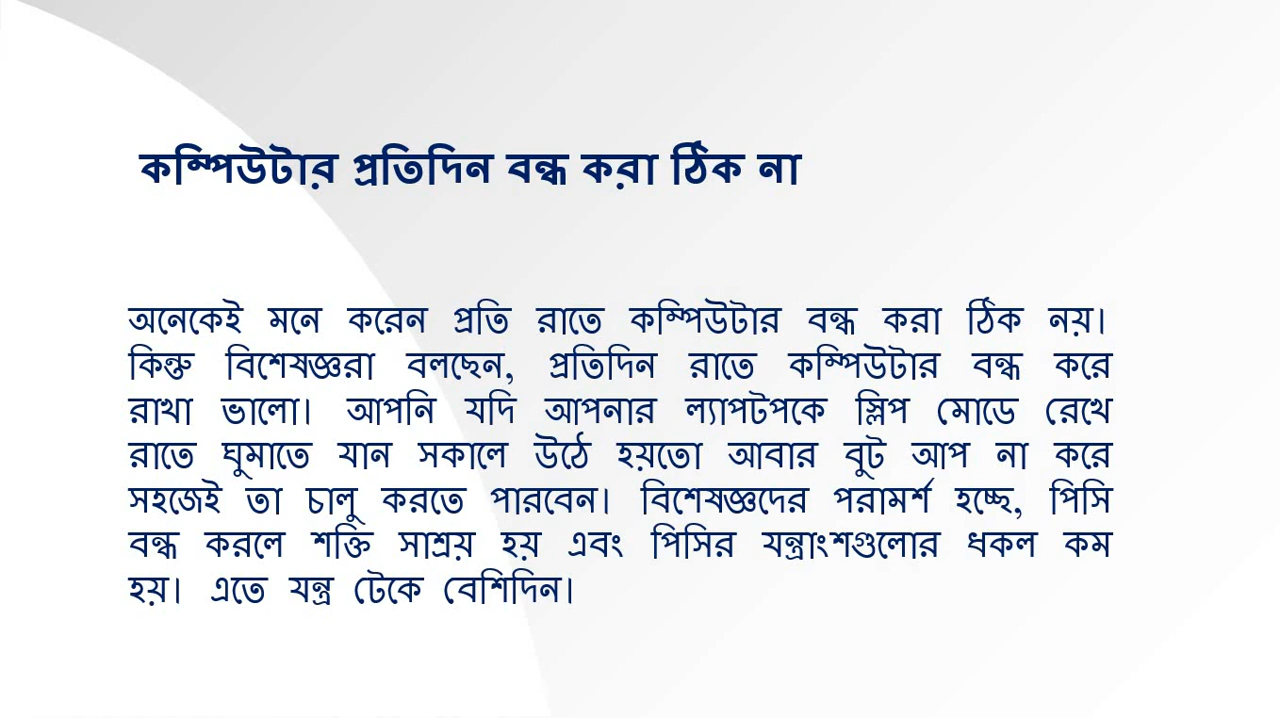 কম্পিউটার প্রতিদিন বন্ধ করা ঠিক না
অনেকেই মনে করেন প্রতি রাতে কম্পিউটার বন্ধ করা ঠিক নয়।
কিন্তু বিশেষজ্ঞরা বলছেন, প্রতিদিন রাতে কম্পিউটার বন্ধ করে
রাখা ভালো। আপনি যদি আপনার ল্যাপটপকে স্লিপ মোডে রেখে
রাতে ঘুমাতে যান সকালে উঠে হয়তো আবার বুট আপ না করে
সহজেই তা চালু করতে পারবেন। বিশেষজ্ঞদের পরামর্শ হচ্ছে, পিসি
বন্ধ করলে শক্তি সাশ্রয় হয় এবং পিসির যন্ত্রাংশগুলোর ধকল কম
হয়। এতে যন্ত্র টেকে বেশিদিন।